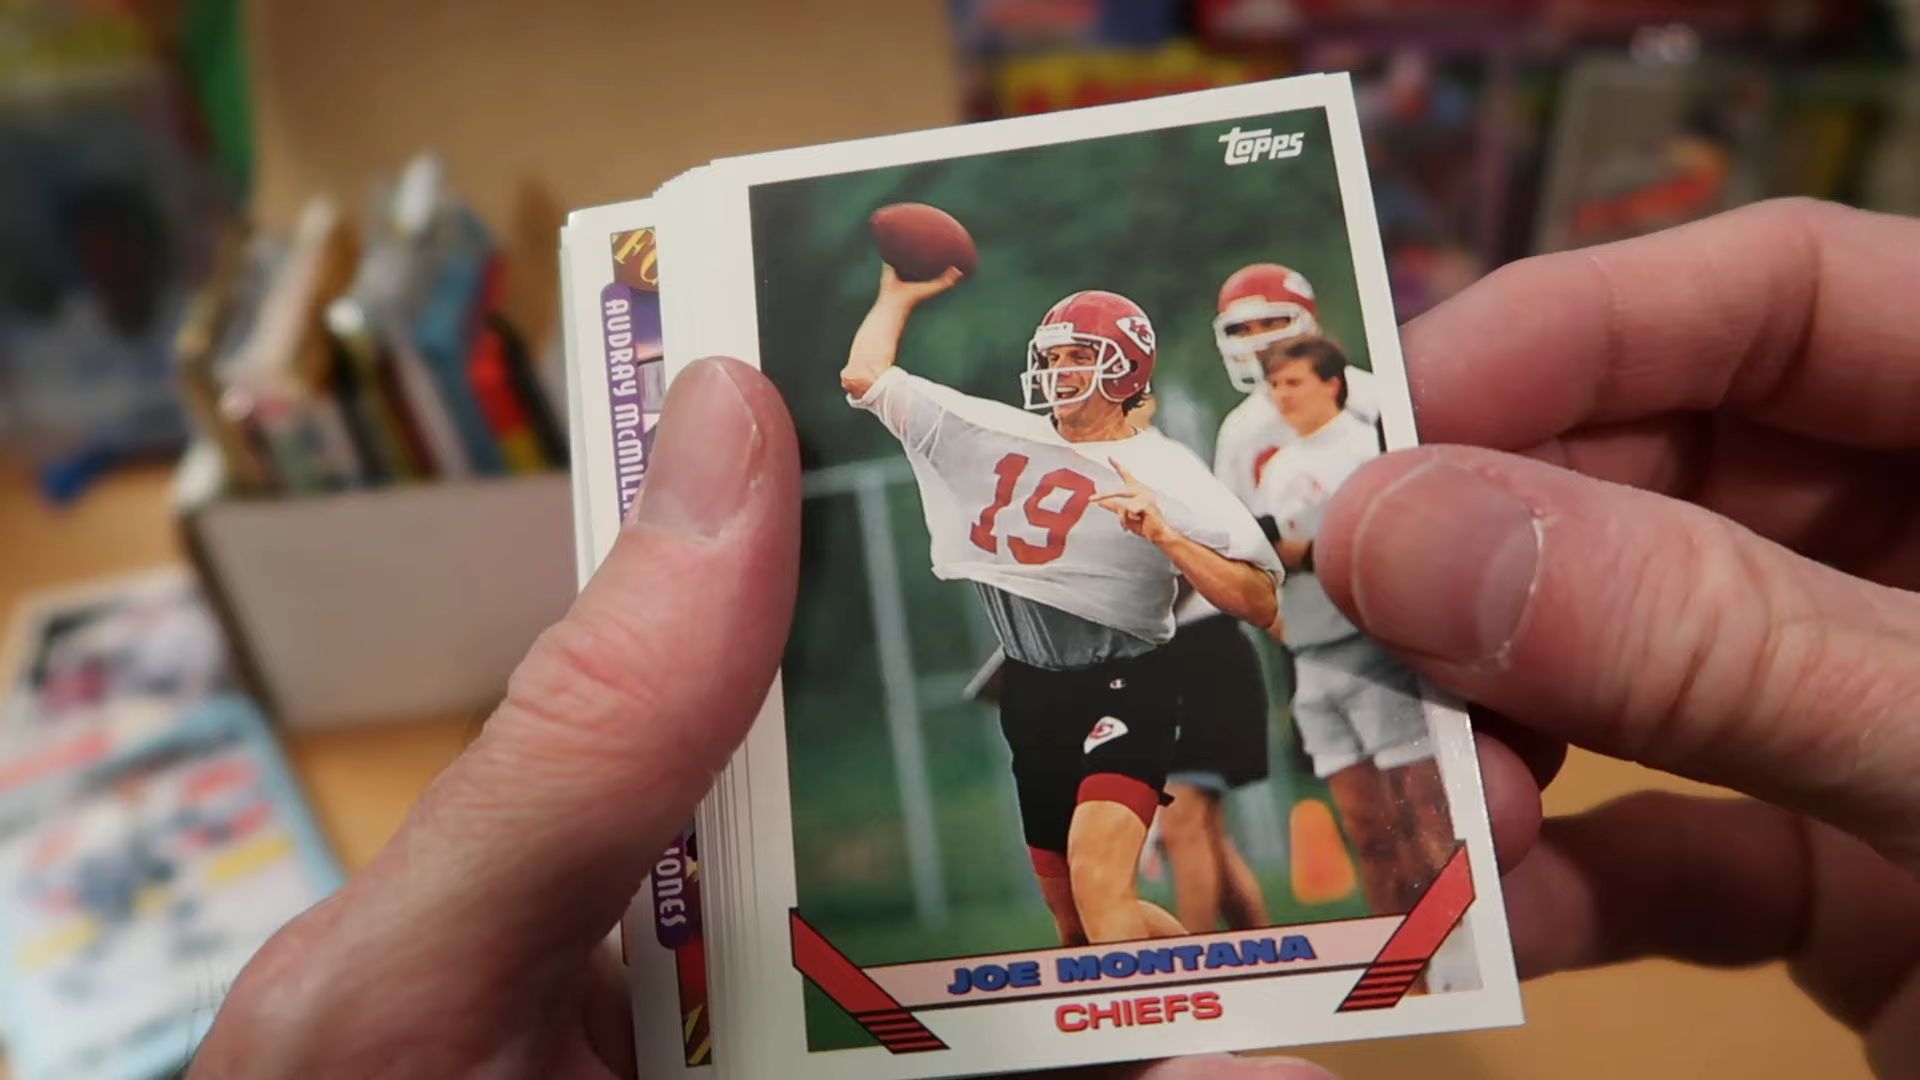 TOPPS
AUDRAY McMILL
JONES
19
JOE MONTANA
CHIEFS